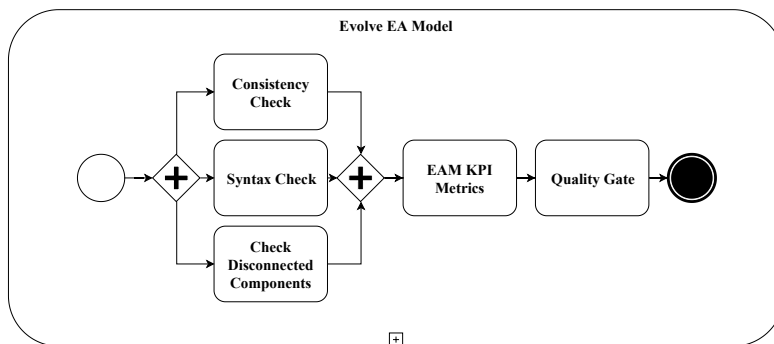 Evolve EA Model
Consistency
Check
Syntax Check
Check
Disconnected
Components
EAM KPI
Metrics
Quality Gate